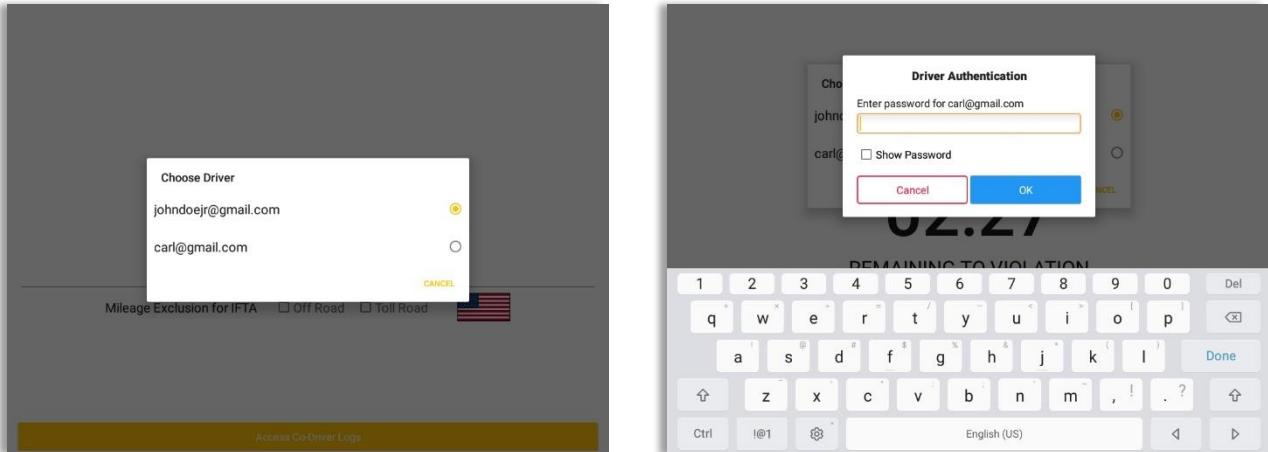 Choose Driver
johndoejr@gmail.com
carl@gmail.com
CANCEL
Mileage Exclusion for IFTA Off Road Toll Road
Access Co-Driver Logs
Driver Authentication
Enter password for carl@gmail.com
Show Password
Cancel OK
02:27
REMAINING TO VIOLATION
1 2 3 4 5 6 7 8 9 0 Del
q w e r t y u i o p
a s d f g h j k l Done
z x c v b n m , ! . ?
Ctrl !@1 English (US)